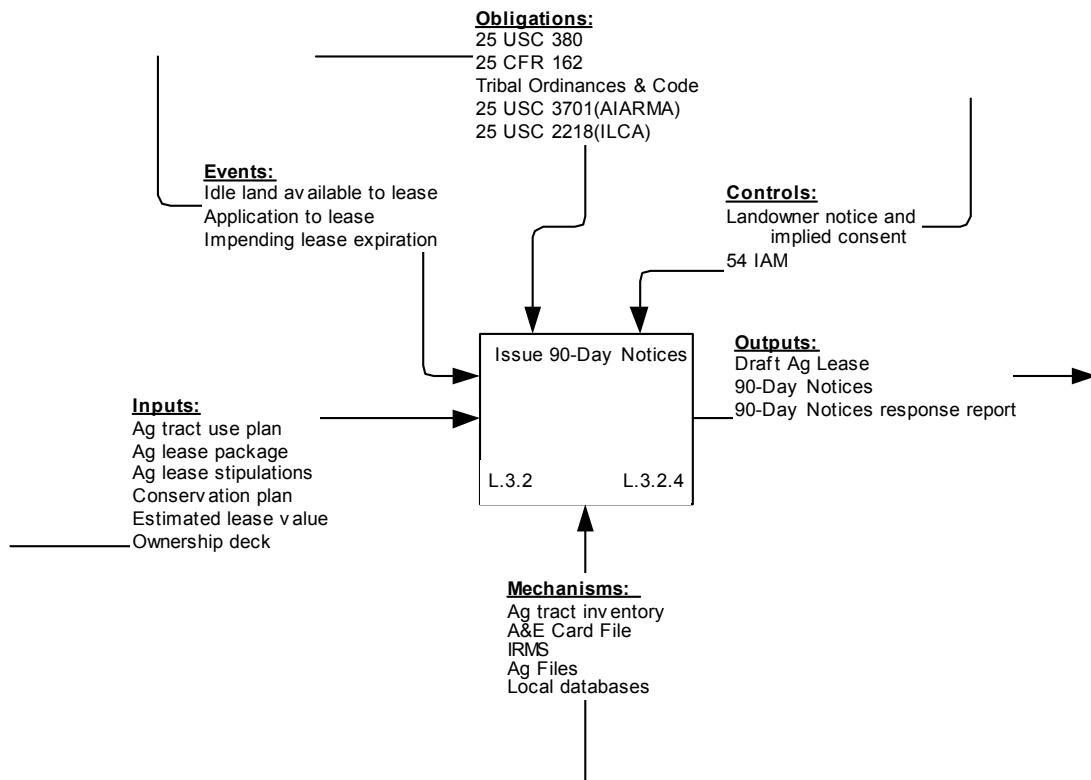 Obligations:
25 USC 380
25 CFR 162
Tribal Ordinances & Code
25 USC 3701(AIARMA)
25 USC 2218(ILCA)
Events:
Idle land available to lease
Application to lease
Impending lease expiration
Controls:
Landowner notice and
implied consent
54 IAM
Issue 90-Day Notices
L.3.2
L.3.2.4
Outputs:
Draft Ag Lease
90-Day Notices
90-Day Notices response report
Inputs:
Ag tract use plan
Ag lease package
Ag lease stipulations
Conservation plan
Estimated lease value
Ownership deck
Mechanisms:
Ag tract inventory
A&E Card File
IRMS
Ag Files
Local databases